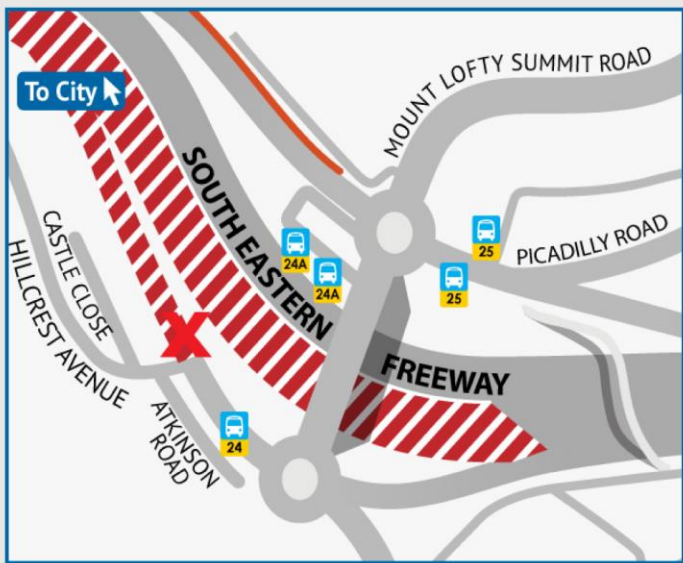 To City
MOUNT LOFTY SUMMIT ROAD
SOUTH EASTERN
FREEWAY
24A
24A
25
25
PICADILLY ROAD
CASTLE CLOSE
HILLCREST AVENUE
X
ATKINSON
ROAD
24